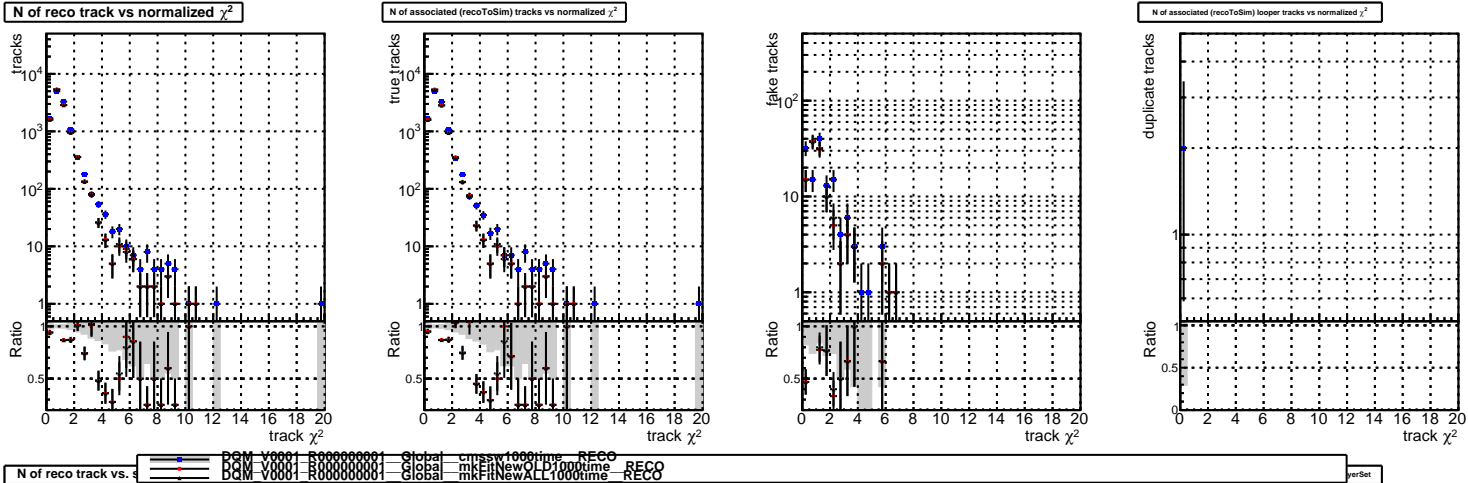 N of reco track vs normalized χ²
N of associated (recoToSim) tracks vs normalized χ²
N of associated (recoToSim) looper tracks vs normalized χ²
tracks
10⁴
10³
10²
10
1
Ratio
1
0.5
0 2 4 6 8 10 12 14 16 18 20
track χ²
true tracks
10⁴
10³
10²
10
1
Ratio
1
0.5
0 2 4 6 8 10 12 14 16 18 20
track χ²
fake tracks
10²
10
1
Ratio
1
0.5
0 2 4 6 8 10 12 14 16 18 20
track χ²
duplicate tracks
1
Ratio
1
0.5
0
0 2 4 6 8 10 12 14 16 18 20
track χ²
DQM_V0001_R000000001__Global__cmssw1000time__RECO
DQM_V0001_R000000001__Global__mkFitNewOLD1000time__RECO
DQM_V0001_R000000001__Global__mkFitNewALL1000time__RECO
N of reco track vs. s
yerSet